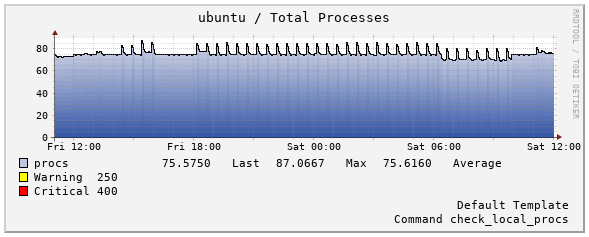 ubuntu / Total Processes
RRDTOOL / TOBI OETIKER
80
60
40
20
0
Fri 12:00 Fri 18:00 Sat 00:00 Sat 06:00 Sat 12:00
procs 75.5750 Last 87.0667 Max 75.6160 Average
Warning 250
Critical 400
Default Template
Command check_local_procs